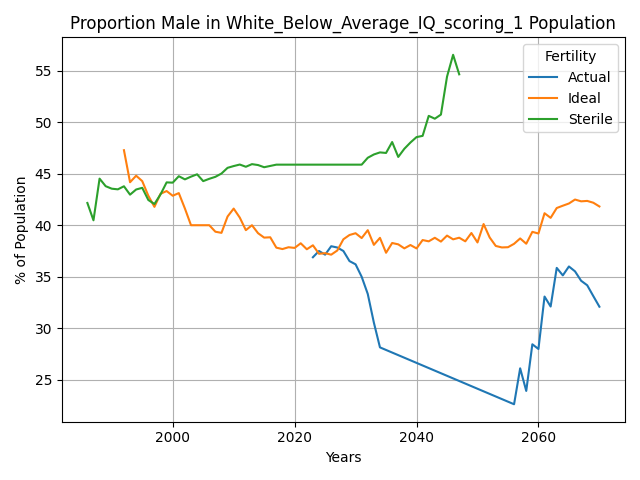 Proportion Male in White_Below_Average_IQ_scoring_1 Population
Fertility
Actual
Ideal
Sterile
% of Population
55
50
45
40
35
30
25
2000
2020
2040
2060
Years